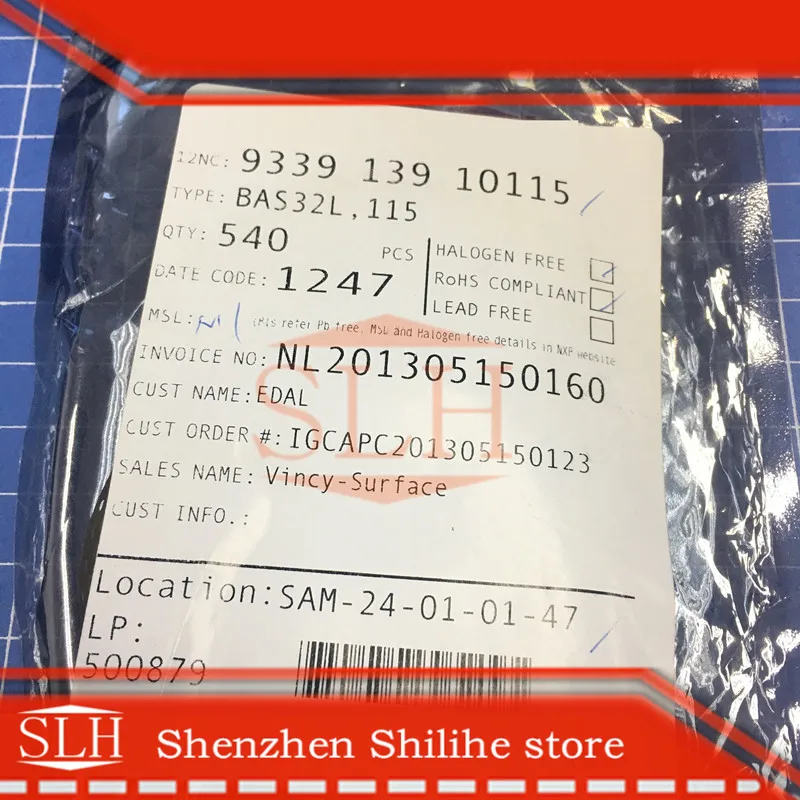 SLH
12NC: 9339 139 10115
TYPE: BAS32L,115
QTY: 540 PCS
HALOGEN FREE
RoHS COMPLIANT
LEAD FREE
DATE CODE: 1247
MSL: N1 (Pls refer Pb free, MSL and Halogen free details in NXP website
INVOICE NO: NL201305150160
CUST NAME: EDAL
SLH
CUST ORDER #: IGCAPC201305150123
SALES NAME: Vincy-Surface
CUST INFO.:
Location: SAM-24-01-01-47
LP:
500879
SLH Shenzhen Shilihe store